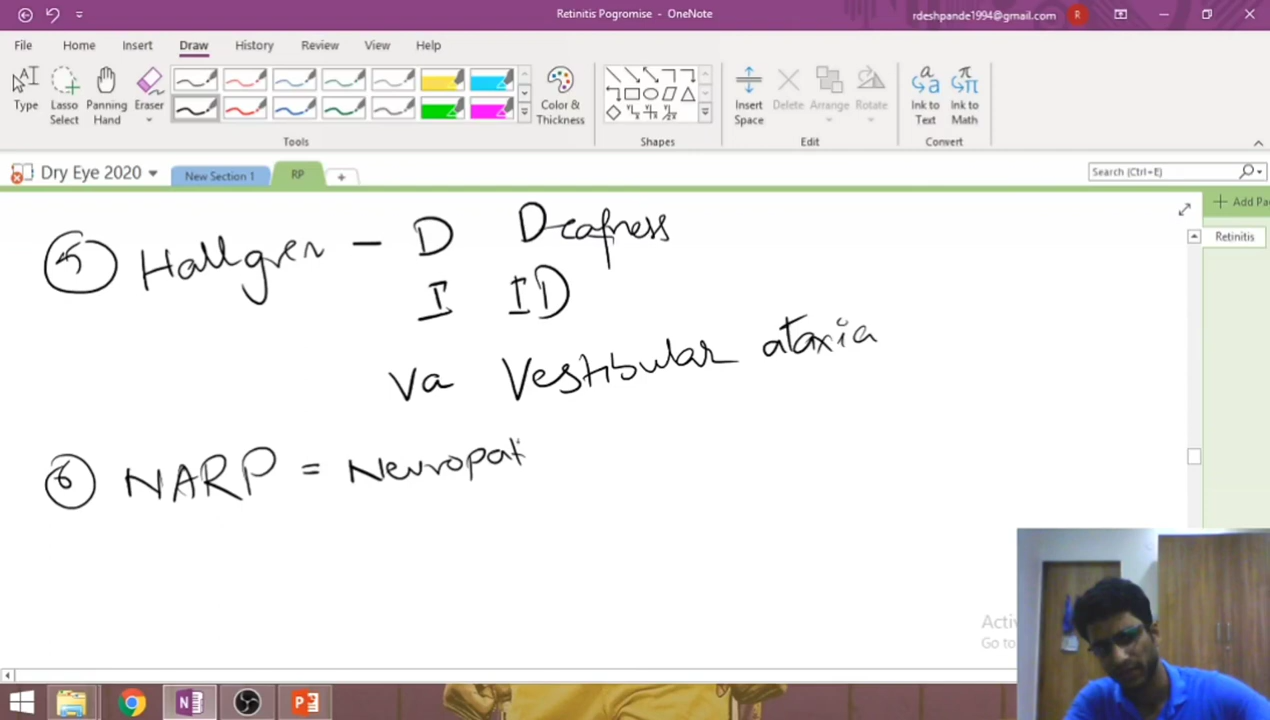 Retinitis Pogromise - OneNote
rdeshpande1994@gmail.com R
File Home Insert Draw History Review View Help
Type Lasso Select Panning Hand Eraser Color & Thickness Insert Space Delete Arrange Rotate Ink to Text Ink to Math
Tools Shapes Edit Convert
Dry Eye 2020 New Section 1 RP + Search (Ctrl+E)
Add Pa
Retinitis
5 Hallgren - D Deafness
I ID
Va Vestibular ataxia
6 NARP = Neuropat
Acti
Go to